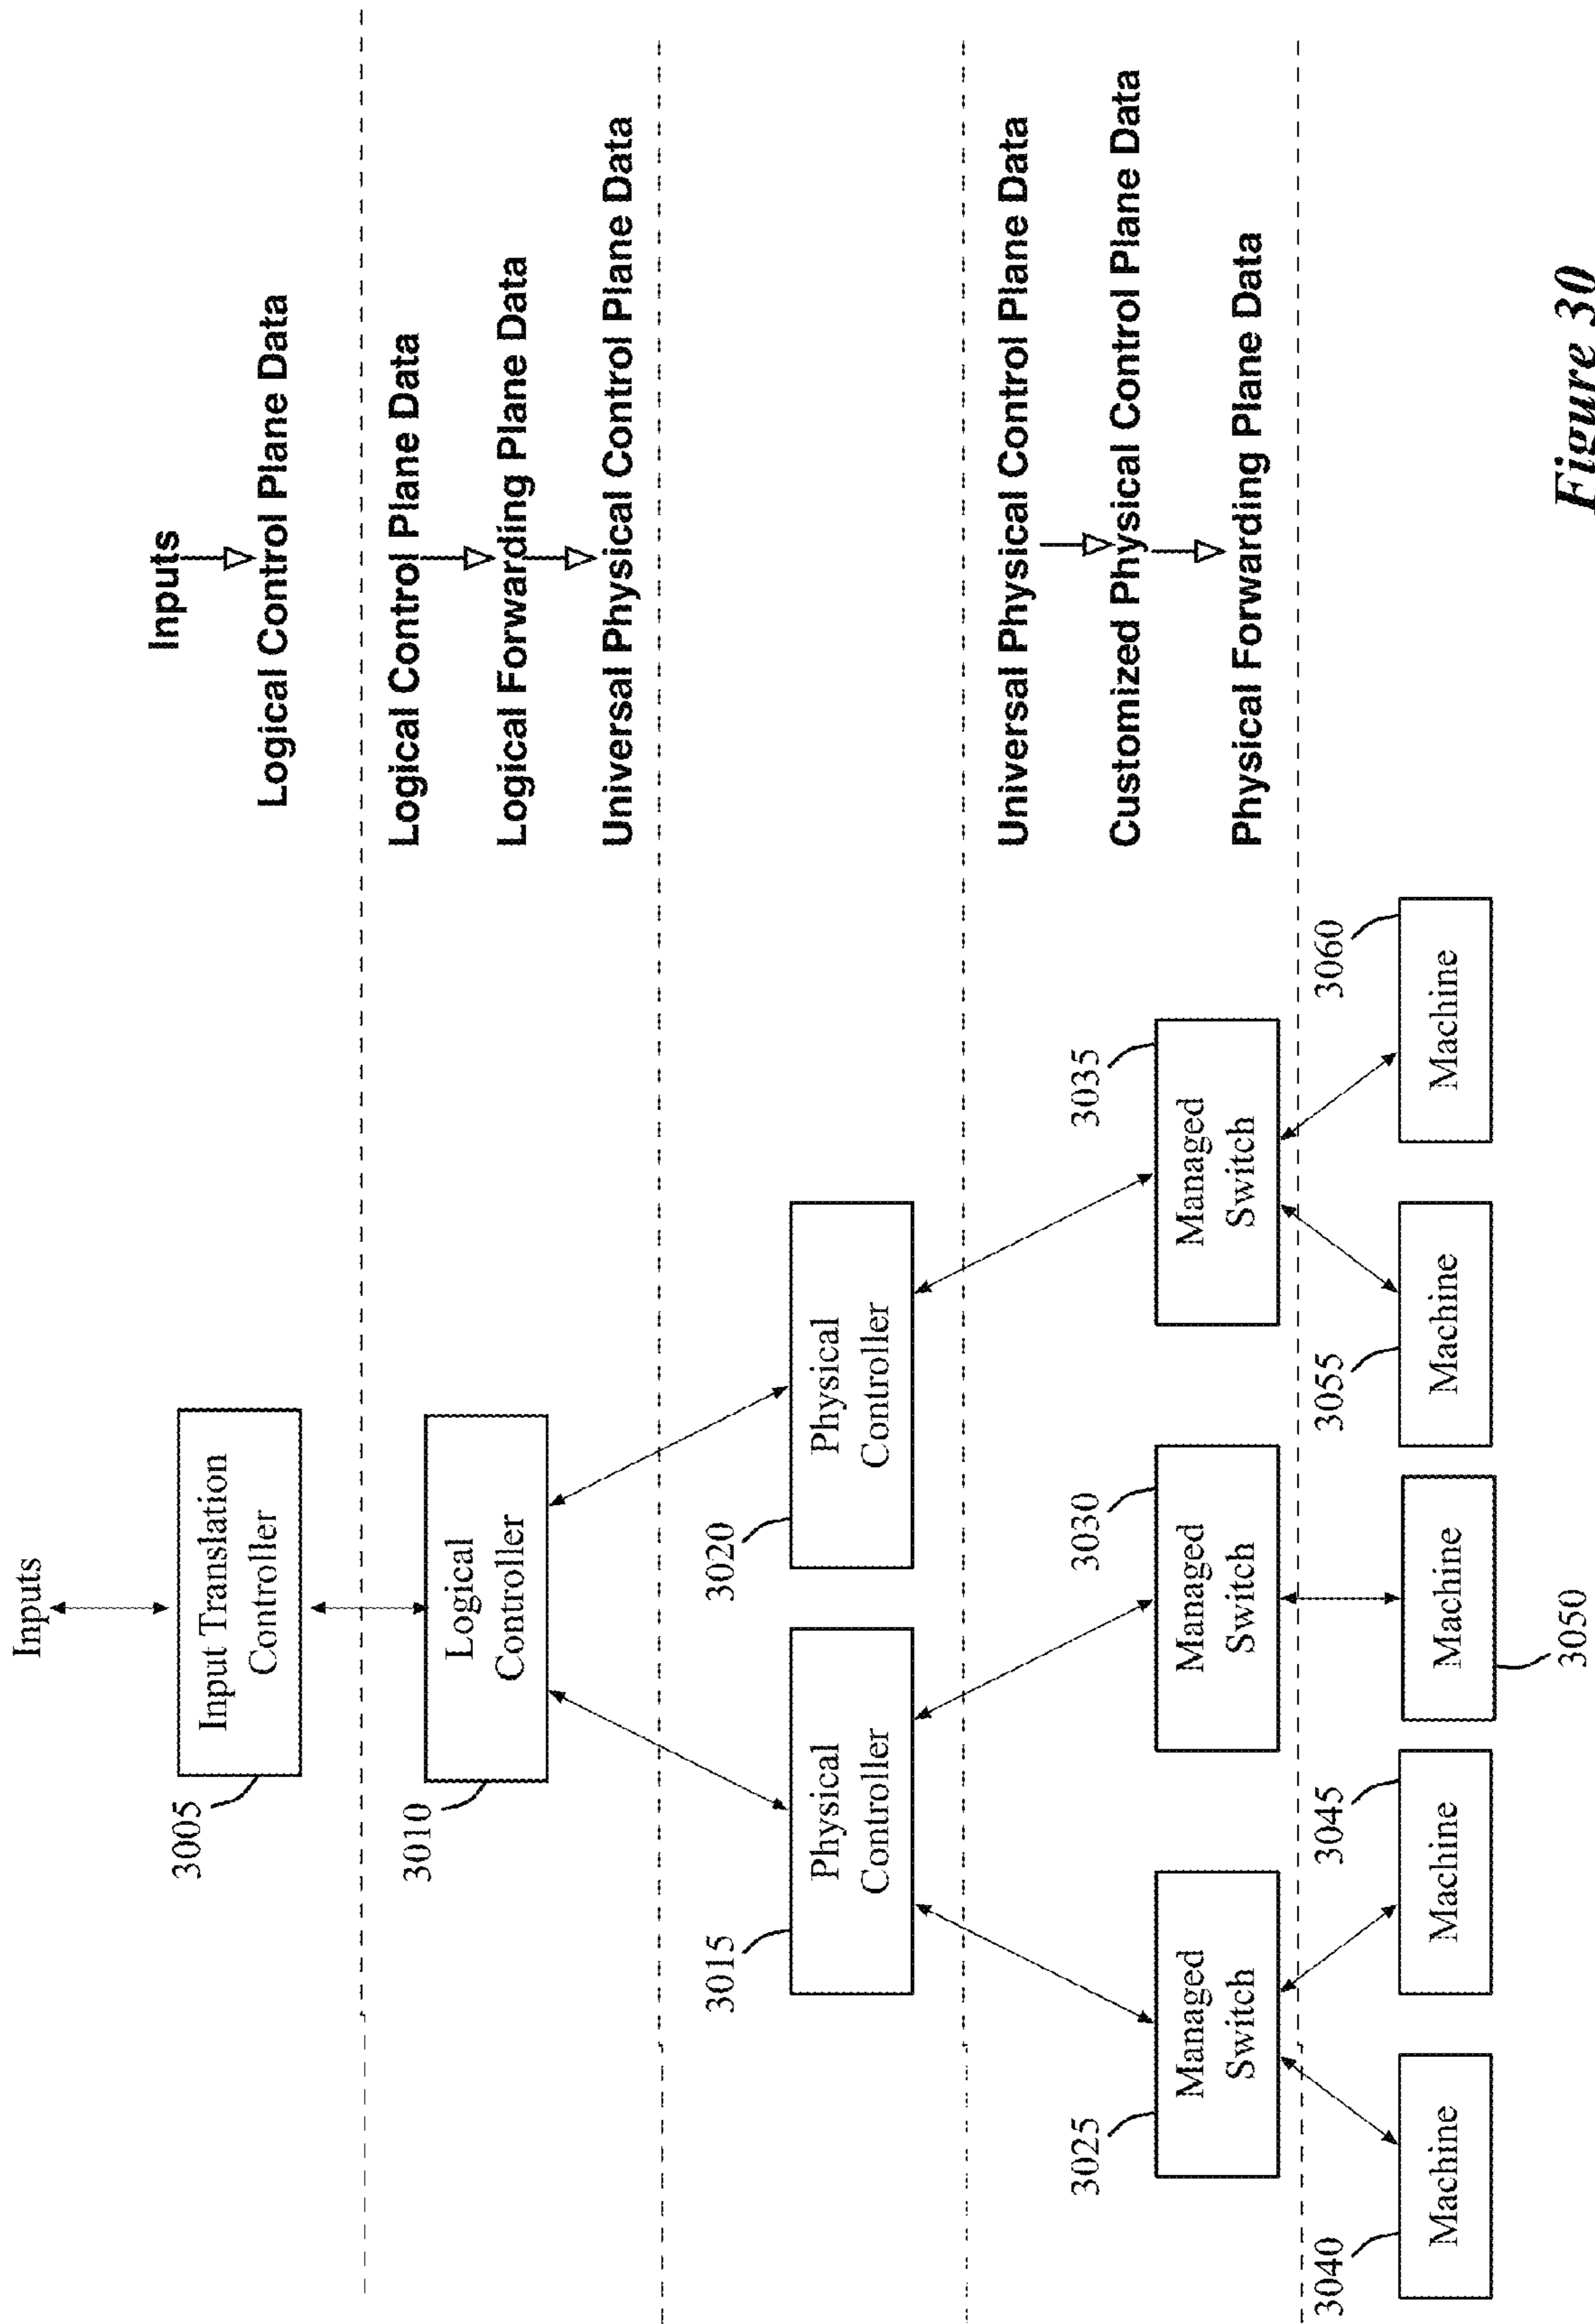 Inputs
Input Translation
Controller
3005
Inputs
Logical Control Plane Data
Logical
Controller
3010
Logical Control Plane Data
Logical Forwarding Plane Data
Universal Physical Control Plane Data
Physical
Controller
3015
Physical
Controller
3020
Managed
Switch
3025
Managed
Switch
3030
Managed
Switch
3035
Universal Physical Control Plane Data
Customized Physical Control Plane Data
Physical Forwarding Plane Data
Machine
3040
Machine
3045
Machine
3050
Machine
3055
Machine
3060
Figure 30